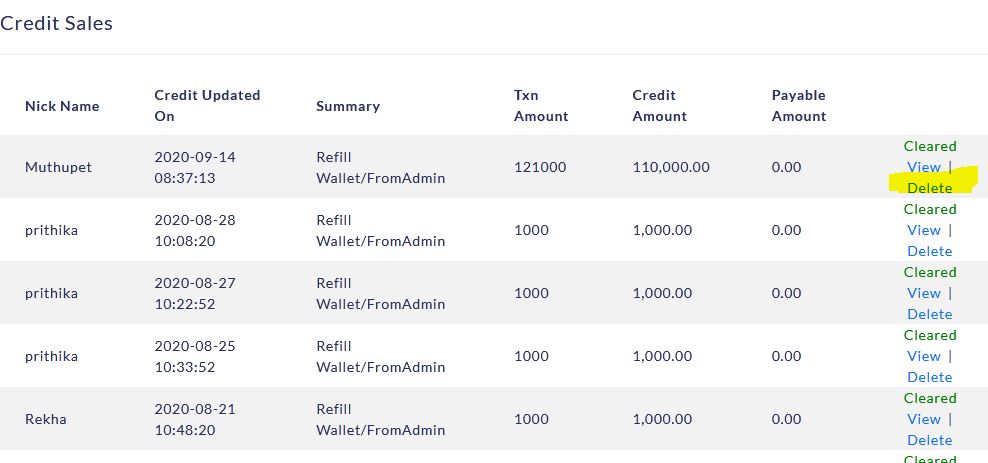 Credit Sales
Nick Name Credit Updated On Summary Txn Amount Credit Amount Payable Amount
Muthupet 2020-09-14 08:37:13 Refill Wallet/FromAdmin 121000 110,000.00 0.00 Cleared View | Delete
prithika 2020-08-28 10:08:20 Refill Wallet/FromAdmin 1000 1,000.00 0.00 Cleared View | Delete
prithika 2020-08-27 10:22:52 Refill Wallet/FromAdmin 1000 1,000.00 0.00 Cleared View | Delete
prithika 2020-08-25 10:33:52 Refill Wallet/FromAdmin 1000 1,000.00 0.00 Cleared View | Delete
Rekha 2020-08-21 10:48:20 Refill Wallet/FromAdmin 1000 1,000.00 0.00 Cleared View | Delete
Cleared